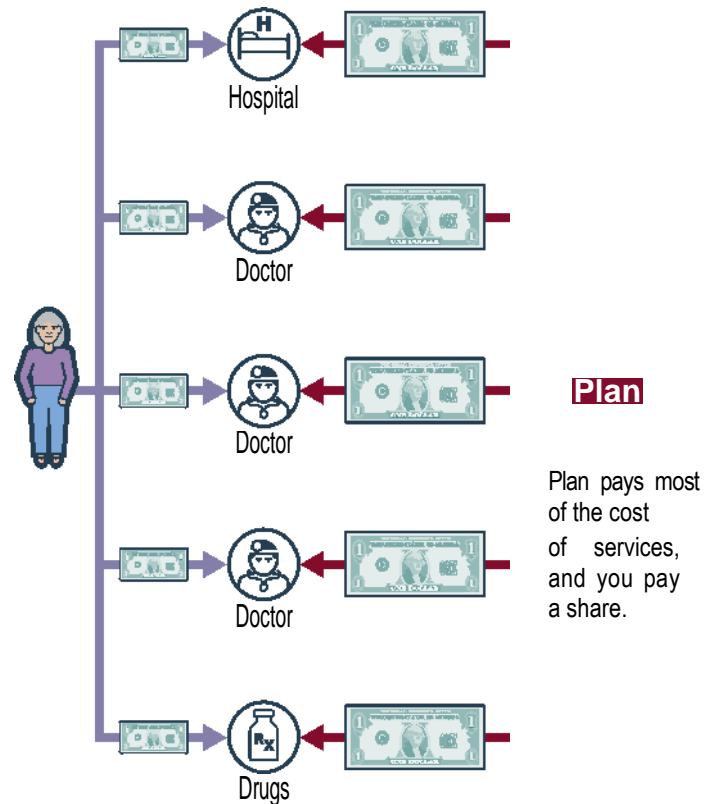 H
Hospital
Doctor
Doctor
Plan
Plan pays most
of the cost
of services,
and you pay
a share.
Doctor
Rx
Drugs